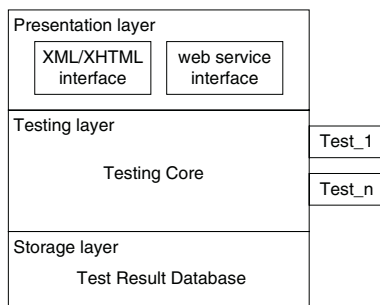 Presentation layer
XML/XHTML
interface
web service
interface
Testing layer
Testing Core
Test_1
Test_n
Storage layer
Test Result Database